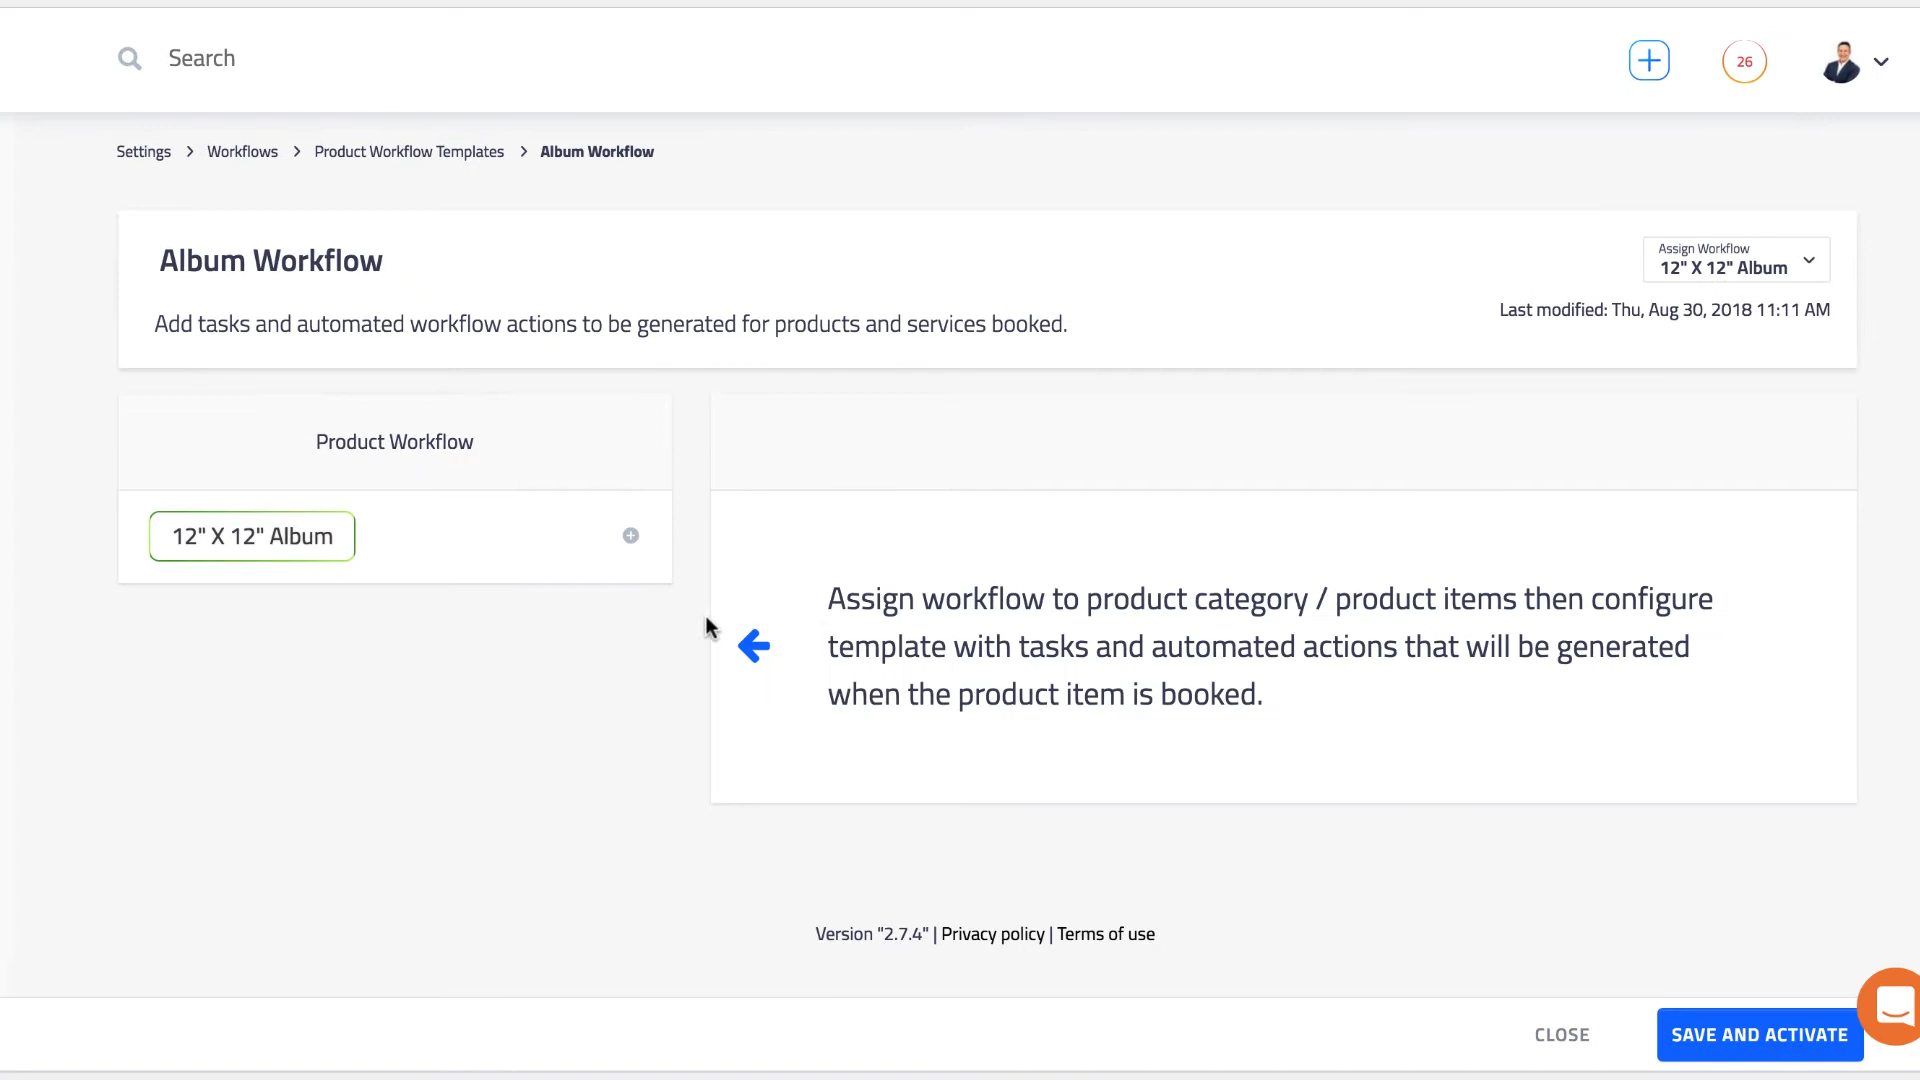 Search
26
Settings > Workflows > Product Workflow Templates > Album Workflow
Album Workflow
Assign Workflow
12" X 12" Album
Add tasks and automated workflow actions to be generated for products and services booked.
Last modified: Thu, Aug 30, 2018 11:11 AM
Product Workflow
12" X 12" Album
Assign workflow to product category / product items then configure
template with tasks and automated actions that will be generated
when the product item is booked.
Version "2.7.4" | Privacy policy | Terms of use
CLOSE
SAVE AND ACTIVATE